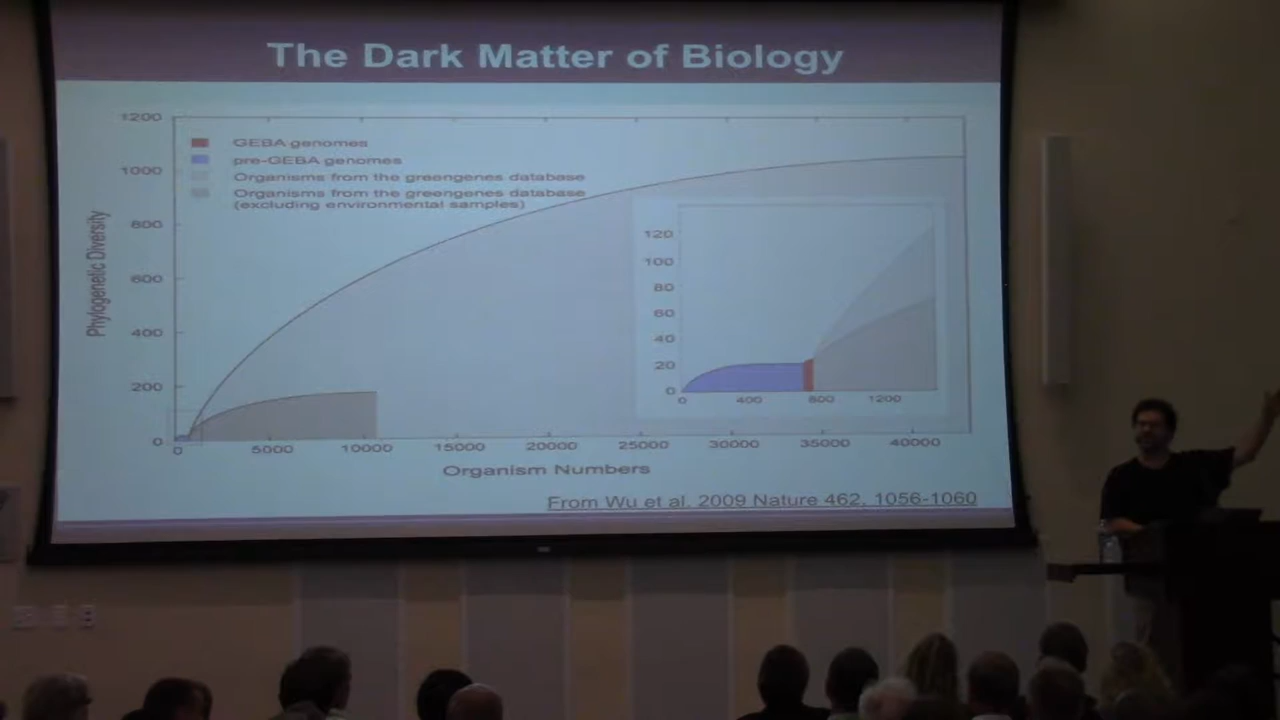 The Dark Matter of Biology
1200
GEBA genomes
pre-GEBA genomes
Organisms from the greengenes database
Organisms from the greengenes database
(excluding environmental samples)
1000
800
600
400
200
0
Phylogenetic Diversity
0 5000 10000 15000 20000 25000 30000 35000 40000
Organism Numbers
120
100
80
60
40
20
0
0 400 800 1200
From Wu et al. 2009 Nature 462, 1056-1060